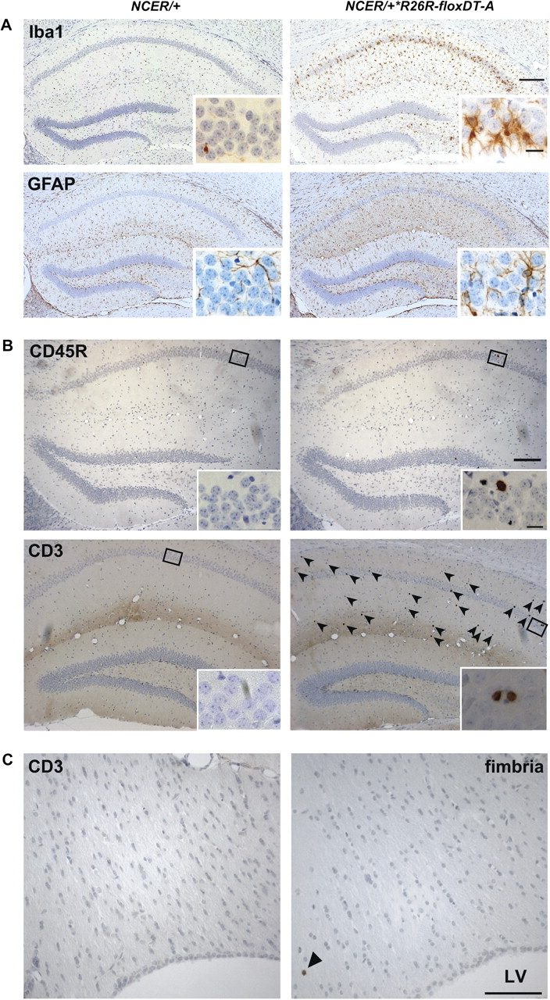 NCER/+
NCER/+*R26R-floxDT-A
A
Iba1
GFAP
B
CD45R
CD3
C
CD3
fimbria
LV